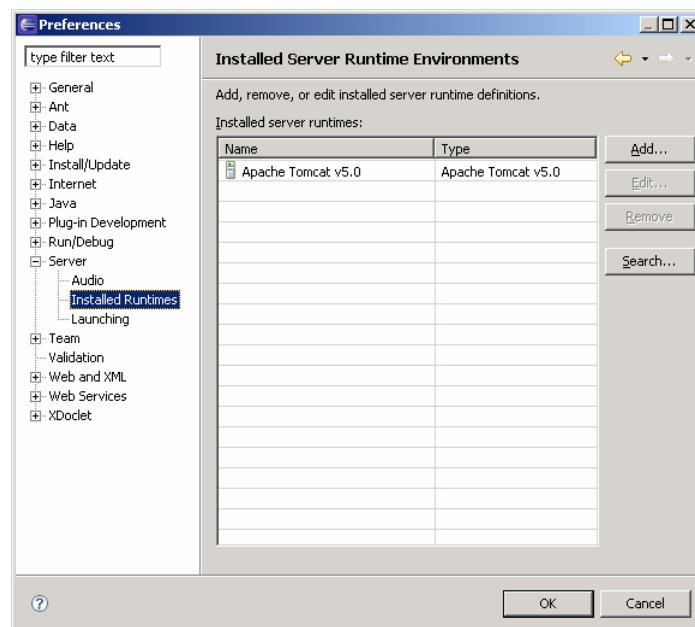 Preferences
type filter text
General
Ant
Data
Help
Install/Update
Internet
Java
Plug-in Development
Run/Debug
Server
Audio
Installed Runtimes
Launching
Team
Validation
Web and XML
Web Services
XDoclet
Installed Server Runtime Environments
Add, remove, or edit installed server runtime definitions.
Installed server runtimes:
Name Type
Apache Tomcat v5.0 Apache Tomcat v5.0
Add...
Edit...
Remove
Search...
OK Cancel